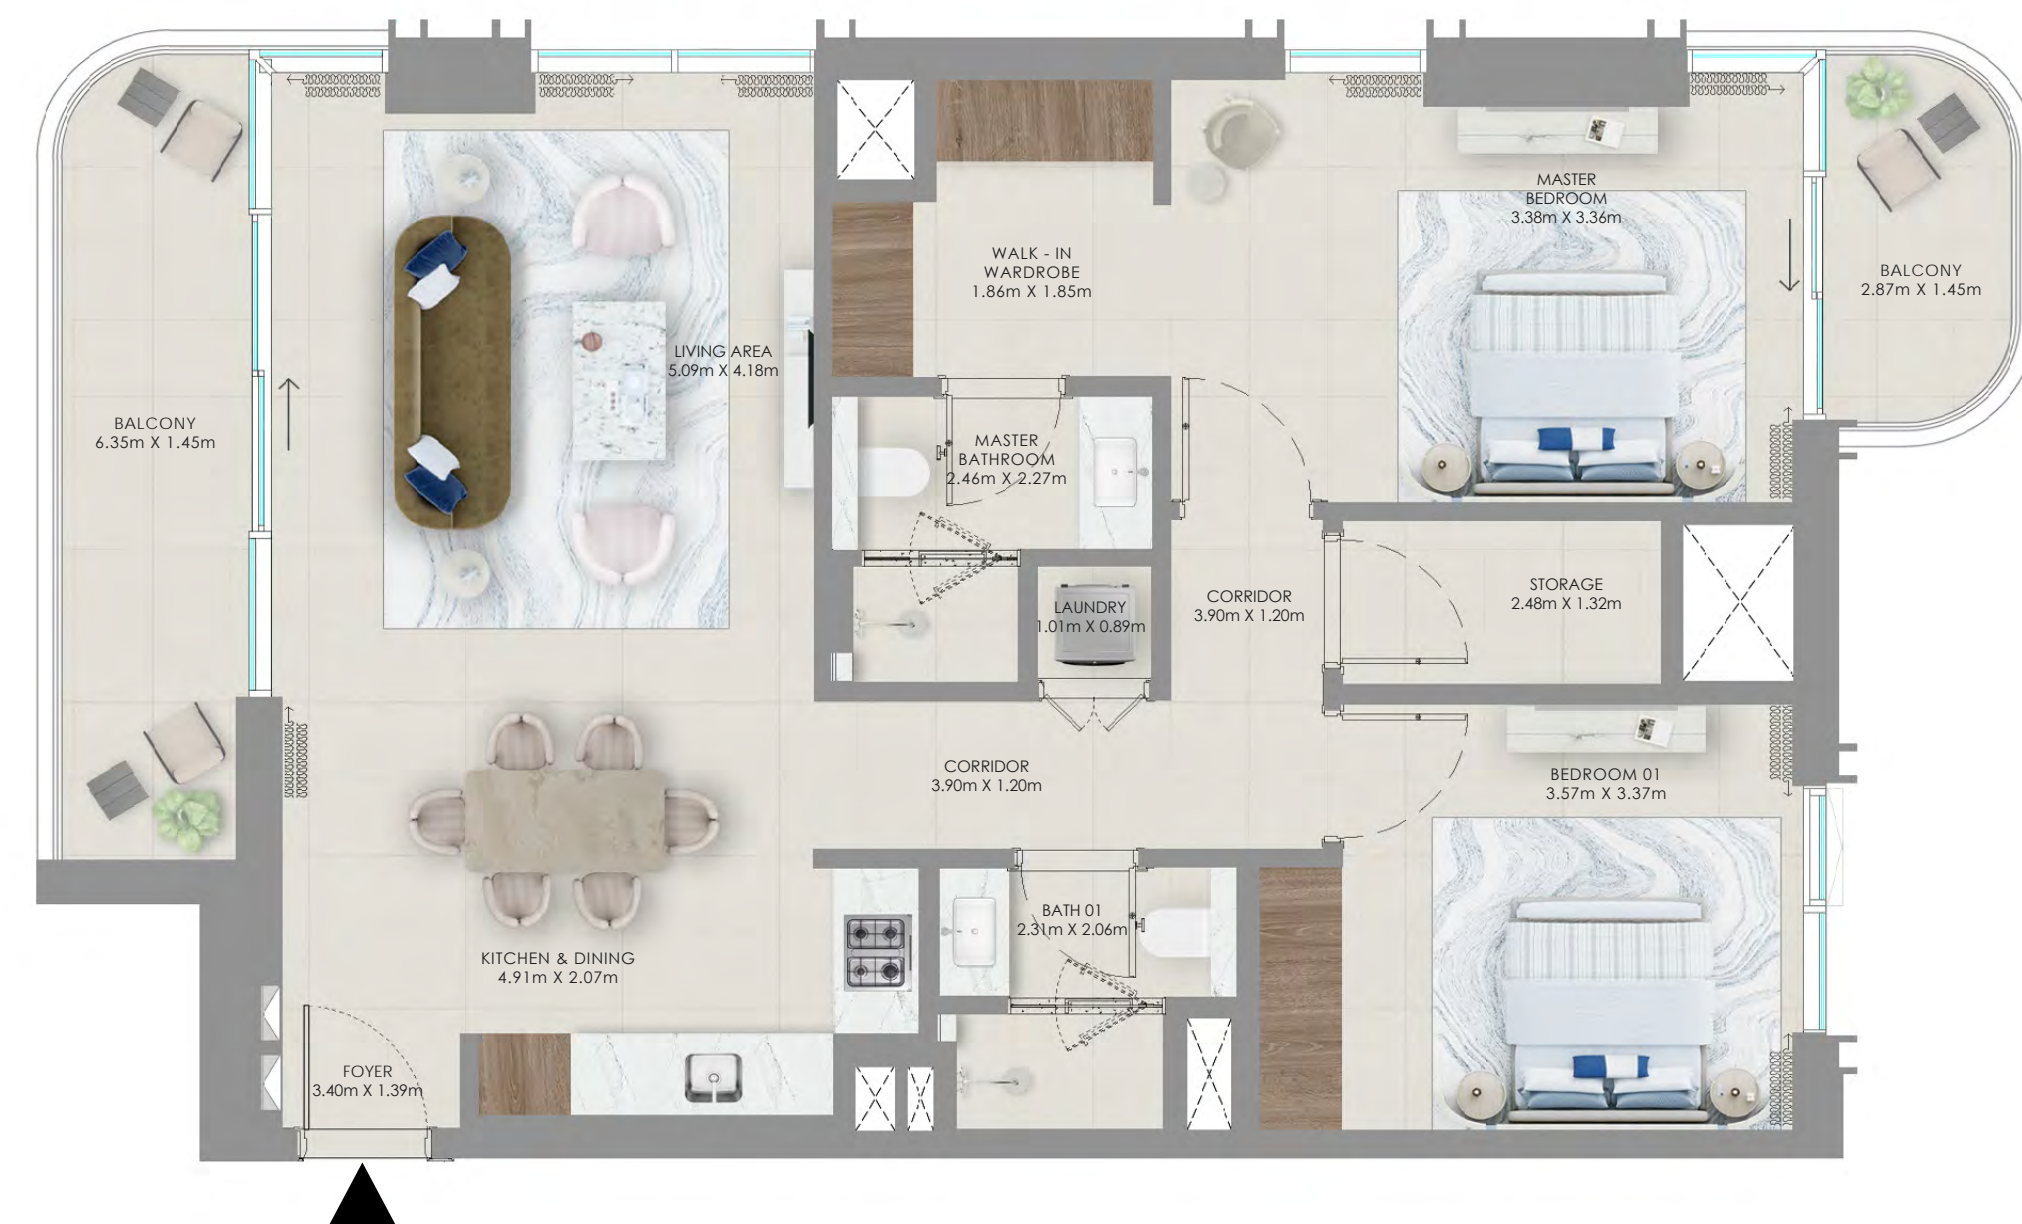 MASTER
BEDROOM
3.38m X 3.36m
WALK - IN
WARDROBE
1.86m X 1.85m
BALCONY
2.87m X 1.45m
LIVING AREA
5.09m X 4.18m
BALCONY
6.35m X 1.45m
MASTER
BATHROOM
2.46m X 2.27m
STORAGE
2.48m X 1.32m
CORRIDOR
3.90m X 1.20m
LAUNDRY
1.01m X 0.89m
CORRIDOR
3.90m X 1.20m
BEDROOM 01
3.57m X 3.37m
BATH 01
2.31m X 2.06m
KITCHEN & DINING
4.91m X 2.07m
FOYER
3.40m X 1.39m